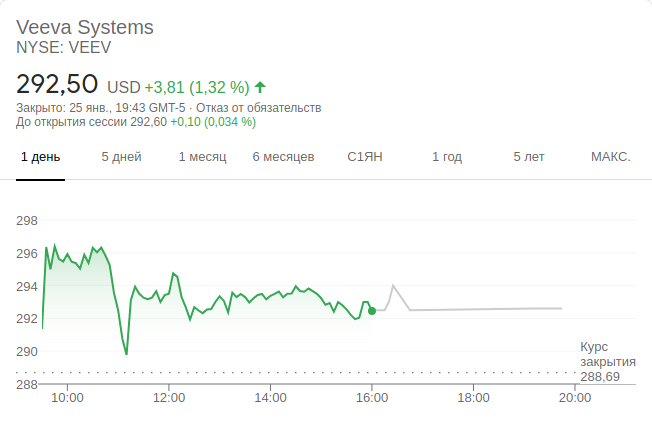 Veeva Systems
NYSE: VEEV
292,50 USD +3,81 (1,32 %)
Закрыто: 25 янв., 19:43 GMT-5 · Отказ от обязательств
До открытия сессии 292,60 +0,10 (0,034 %)
1 день 5 дней 1 месяц 6 месяцев С1ЯН 1 год 5 лет МАКС.
298
296
294
292
290
288
Курс
закрытия
288,69
10:00 12:00 14:00 16:00 18:00 20:00